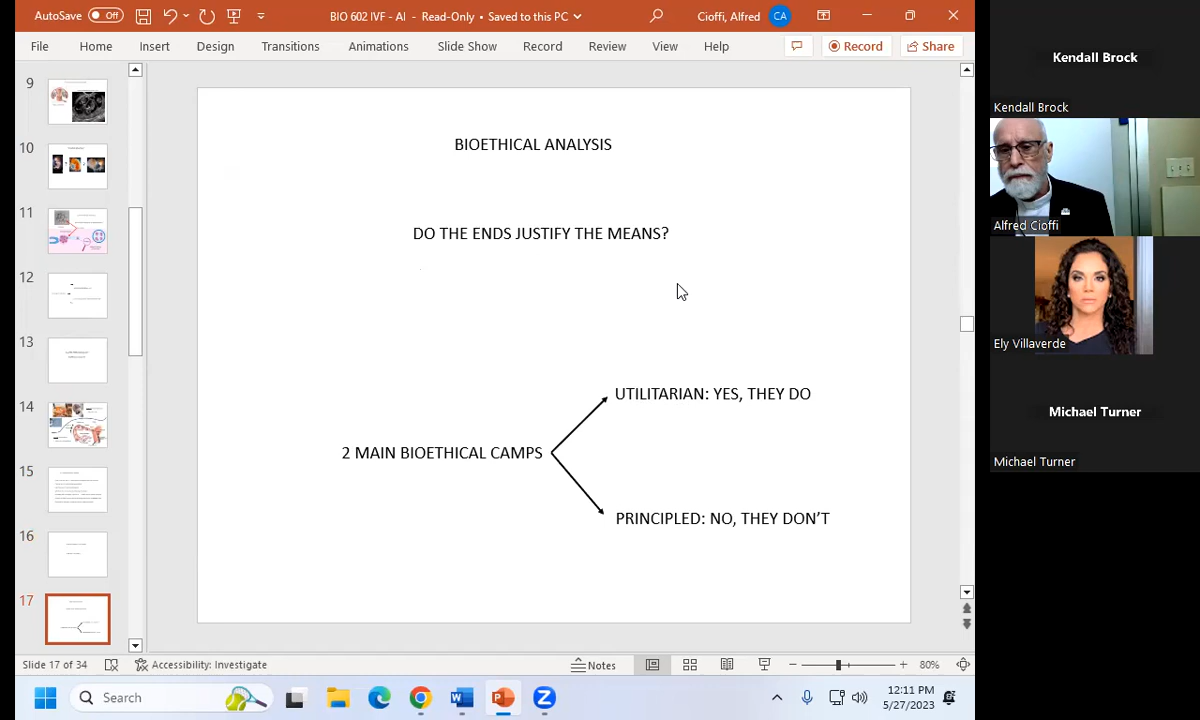 AutoSave Off BIO 602 IVF - AI - Read-Only • Saved to this PC Cioffi, Alfred CA
File Home Insert Design Transitions Animations Slide Show Record Review View Help Record Share
9
10
11
12
13
14
15
16
17
BIOETHICAL ANALYSIS
DO THE ENDS JUSTIFY THE MEANS?
UTILITARIAN: YES, THEY DO
2 MAIN BIOETHICAL CAMPS
PRINCIPLED: NO, THEY DON'T
Slide 17 of 34 Accessibility: Investigate Notes 80%
Search 12:11 PM
5/27/2023
Kendall Brock
Kendall Brock
Alfred Cioffi
Ely Villaverde
Michael Turner
Michael Turner